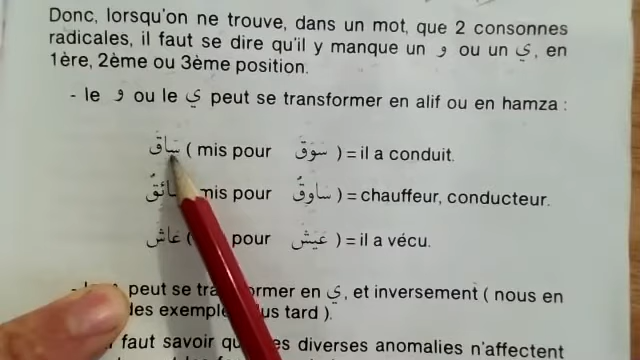 Donc, lorsqu'on ne trouve, dans un mot, que 2 consonnes
radicales, il faut se dire qu'il y manque un و ou un ي, en
1ère, 2ème ou 3ème position.
- le و ou le ي peut se transformer en alif ou en hamza :
سَاقَ ( mis pour سَوَقَ ) = il a conduit.
سَائِقٌ mis pour سَاوِقٌ ) = chauffeur, conducteur.
عَاشَ ( pour عَيَشَ ) = il a vécu.
- peut se en ي, et inversement ( nous en
des plus tard ).
faut savoir diverses anomalies n'affectent